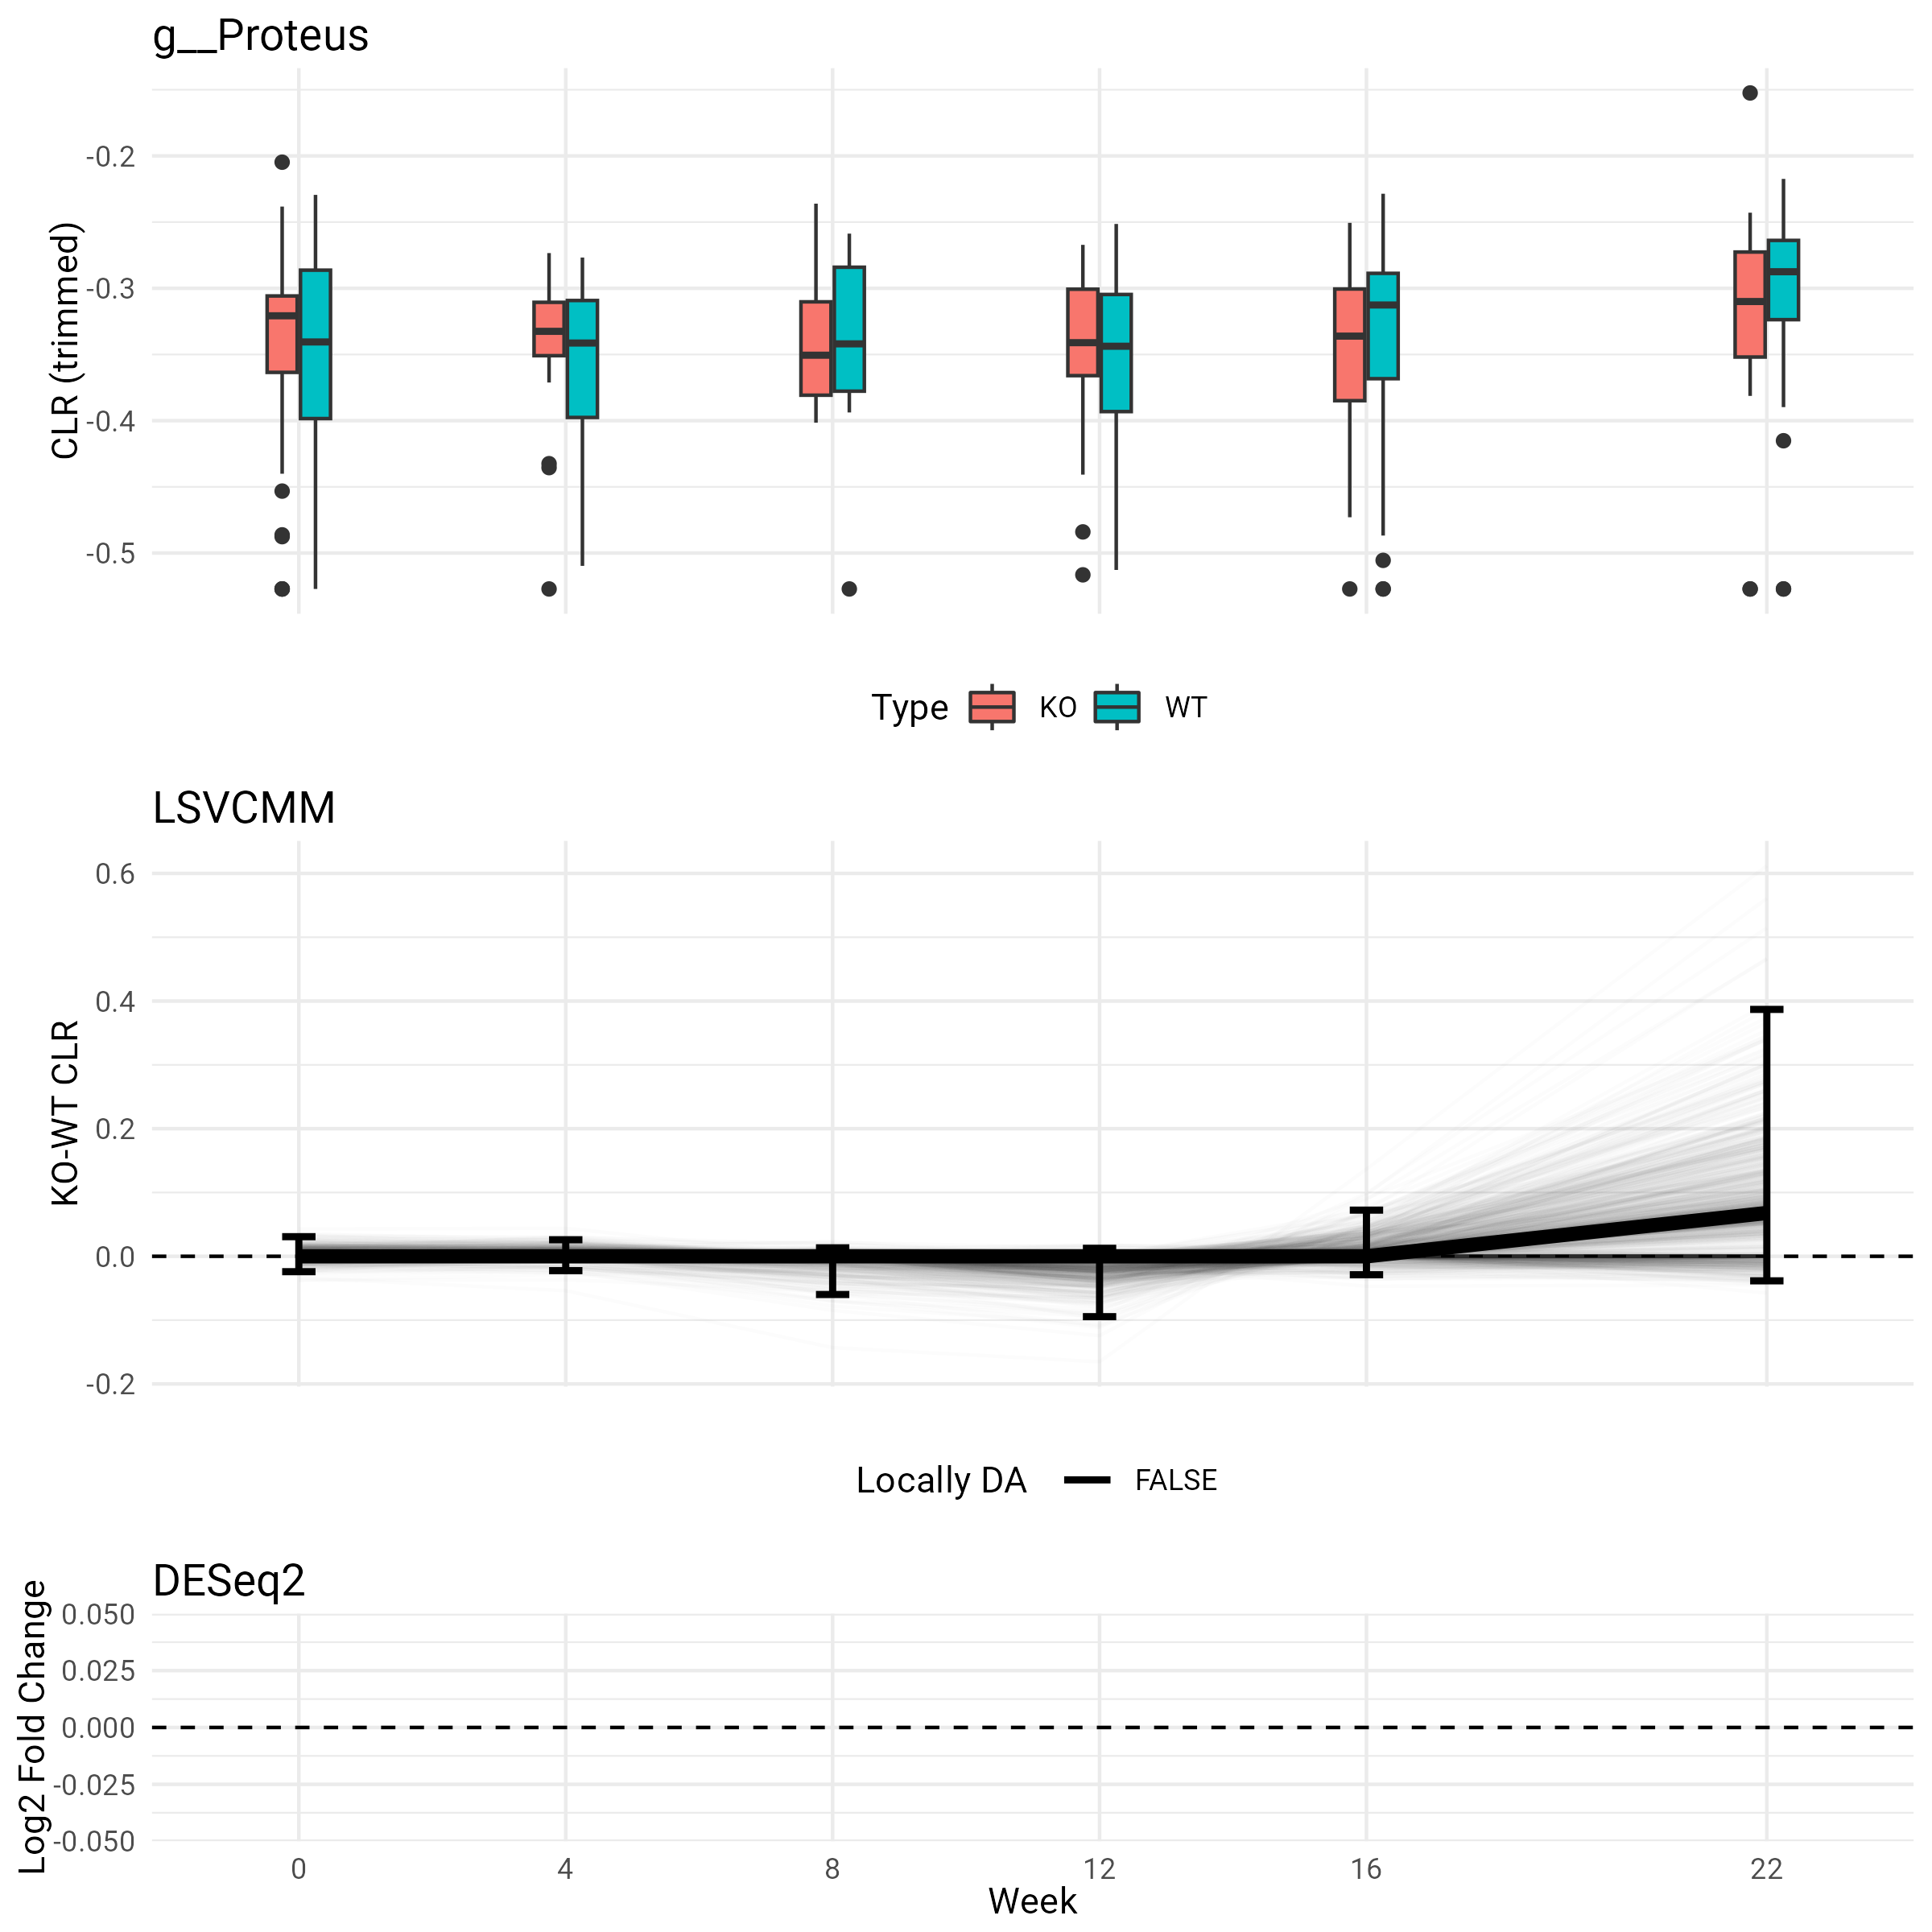 g__Proteus
CLR (trimmed)
-0.2
-0.3
-0.4
-0.5
Type KO WT
LSVCMM
KO-WT CLR
0.6
0.4
0.2
0.0
-0.2
Locally DA FALSE
DESeq2
Log2 Fold Change
0.050
0.025
0.000
-0.025
-0.050
0 4 8 12 16 22
Week